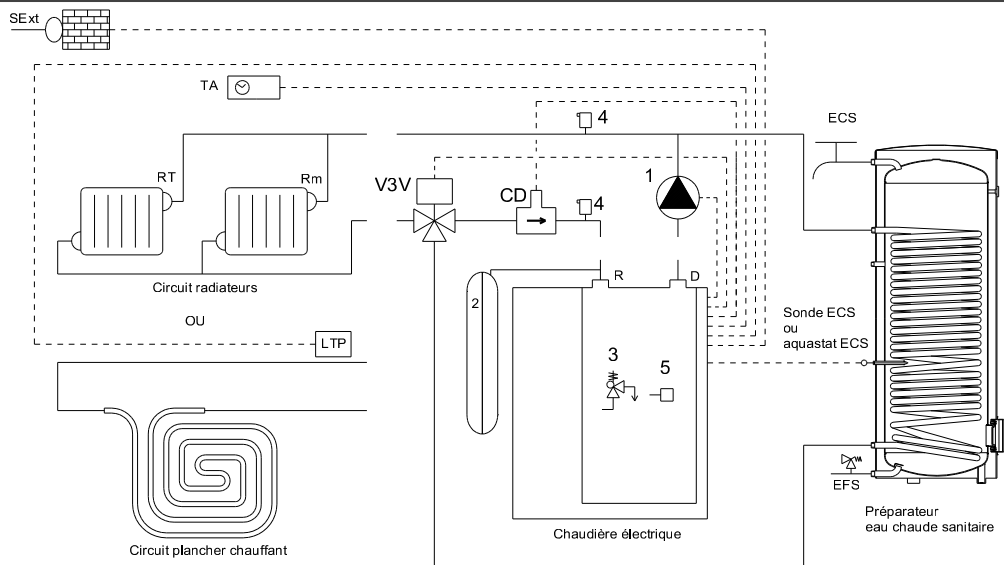 SExt
TA
4
ECS
RT
Rm
V3V
CD
4
1
R
D
2
Circuit radiateurs
OU
LTP
3
5
Sonde ECS
ou
aquastat ECS
EFS
Préparateur
eau chaude sanitaire
Chaudière électrique
Circuit plancher chauffant